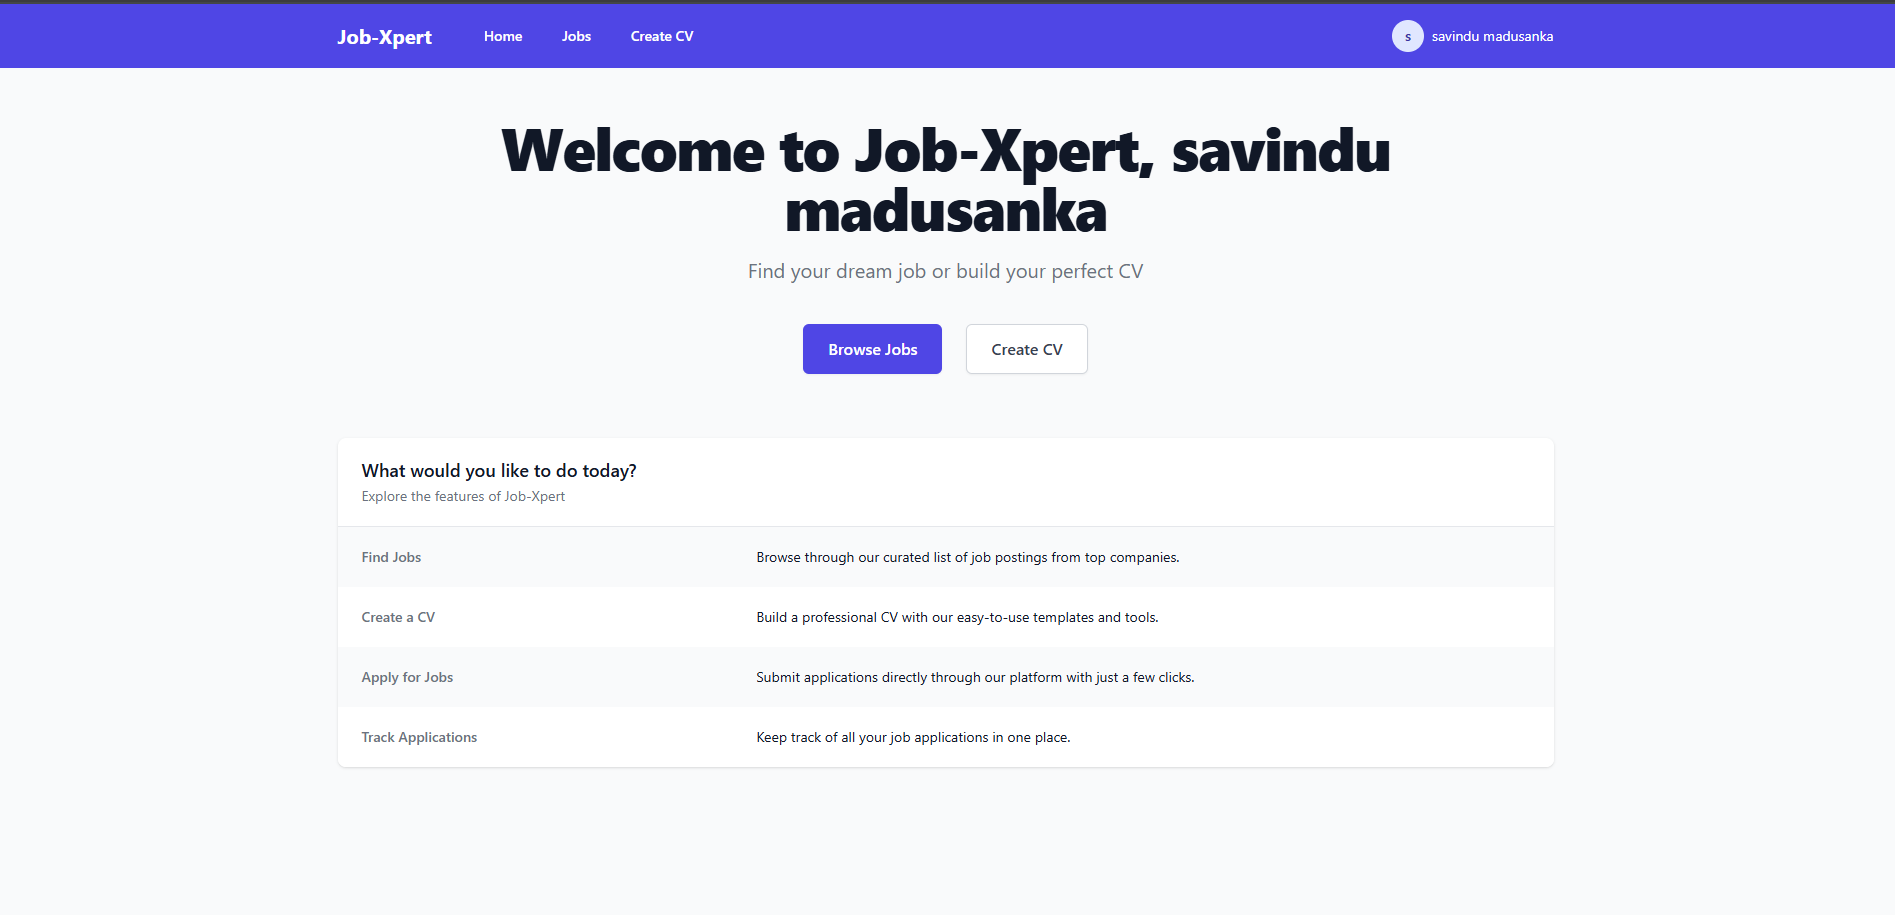 Job-Xpert Home Jobs Create CV s savindu madusanka
Welcome to Job-Xpert, savindu
madusanka
Find your dream job or build your perfect CV
Browse Jobs Create CV
What would you like to do today?
Explore the features of Job-Xpert
Find Jobs Browse through our curated list of job postings from top companies.
Create a CV Build a professional CV with our easy-to-use templates and tools.
Apply for Jobs Submit applications directly through our platform with just a few clicks.
Track Applications Keep track of all your job applications in one place.